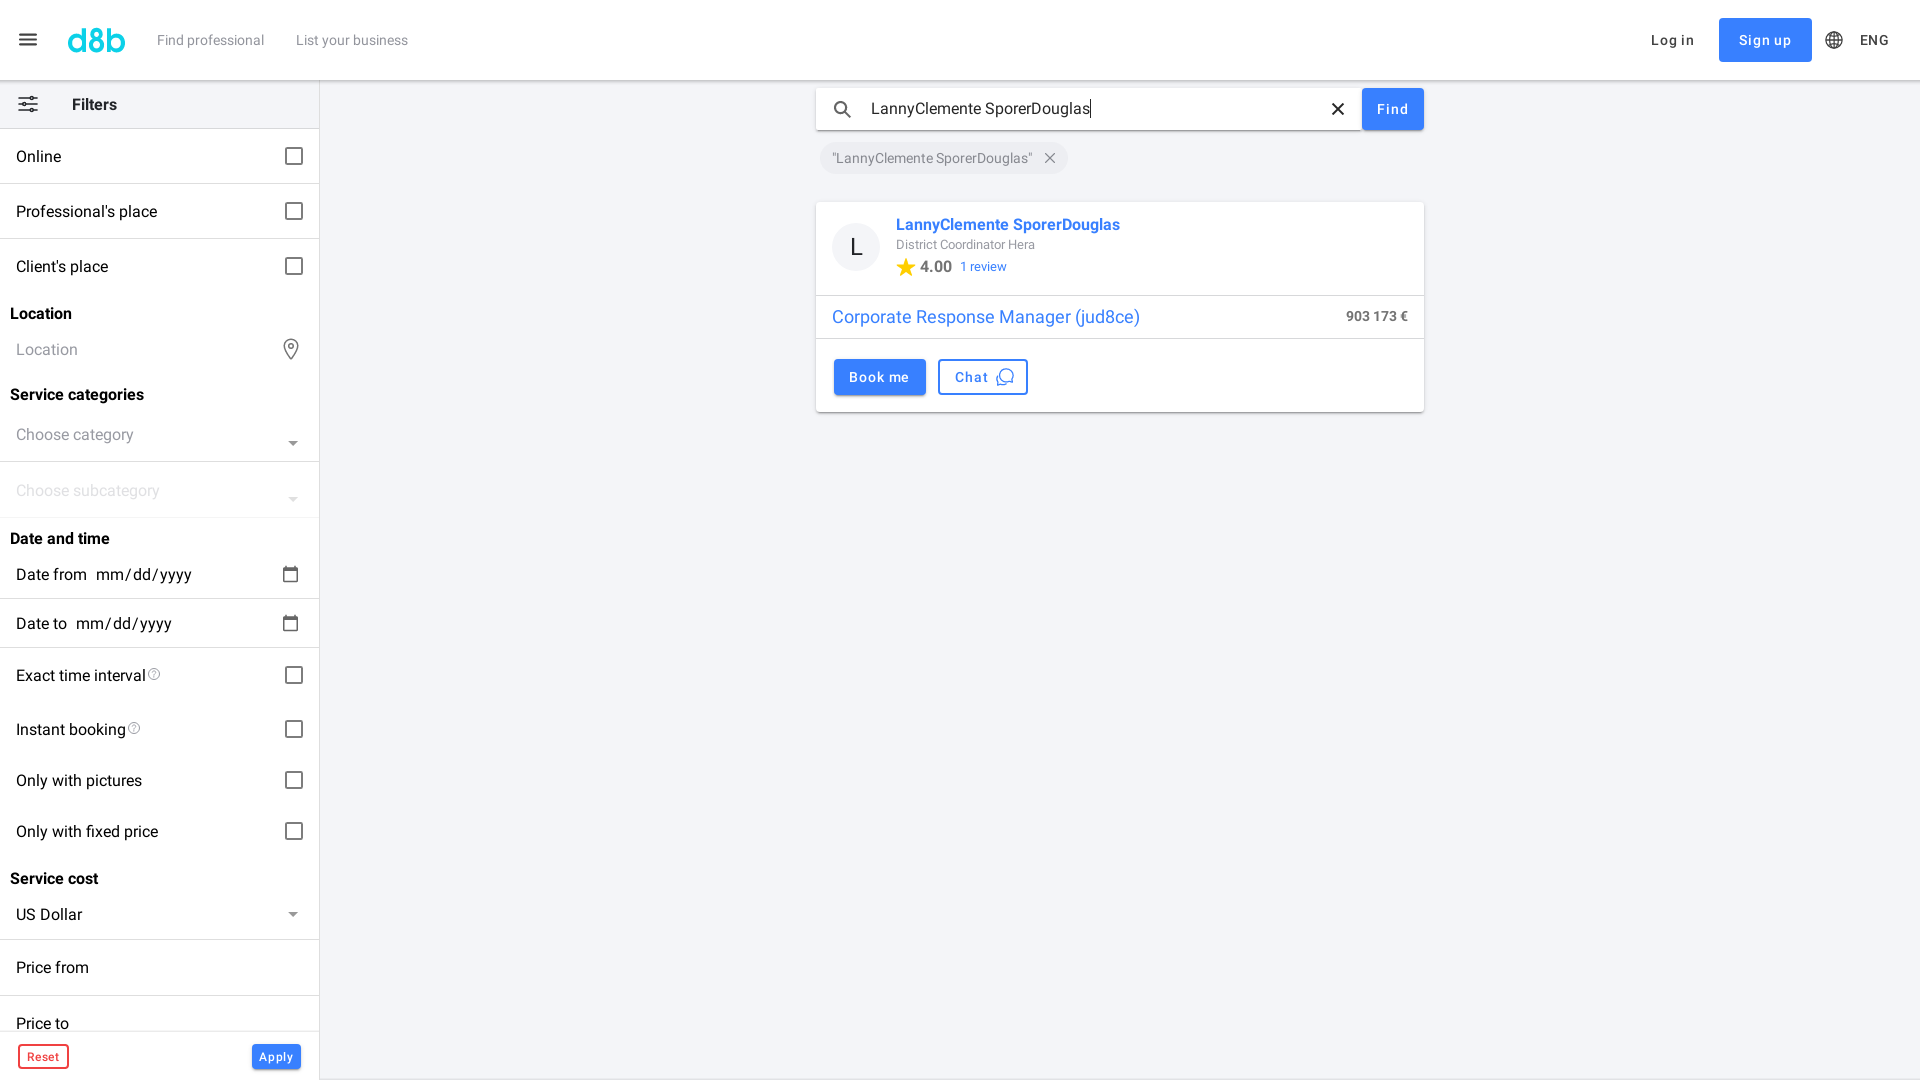 d8b
Find professional
List your business
Log in
Sign up
ENG
Filters
Online
Professional's place
Client's place
Location
Location
Service categories
Choose category
Choose subcategory
Date and time
Date from mm/dd/yyyy
Date to mm/dd/yyyy
Exact time interval
Instant booking
Only with pictures
Only with fixed price
Service cost
US Dollar
Price from
Price to
Reset
Apply
LannyClemente SporerDouglas
Find
"LannyClemente SporerDouglas"
L
LannyClemente SporerDouglas
District Coordinator Hera
4.00 1 review
Corporate Response Manager (jud8ce)
903 173 €
Book me
Chat